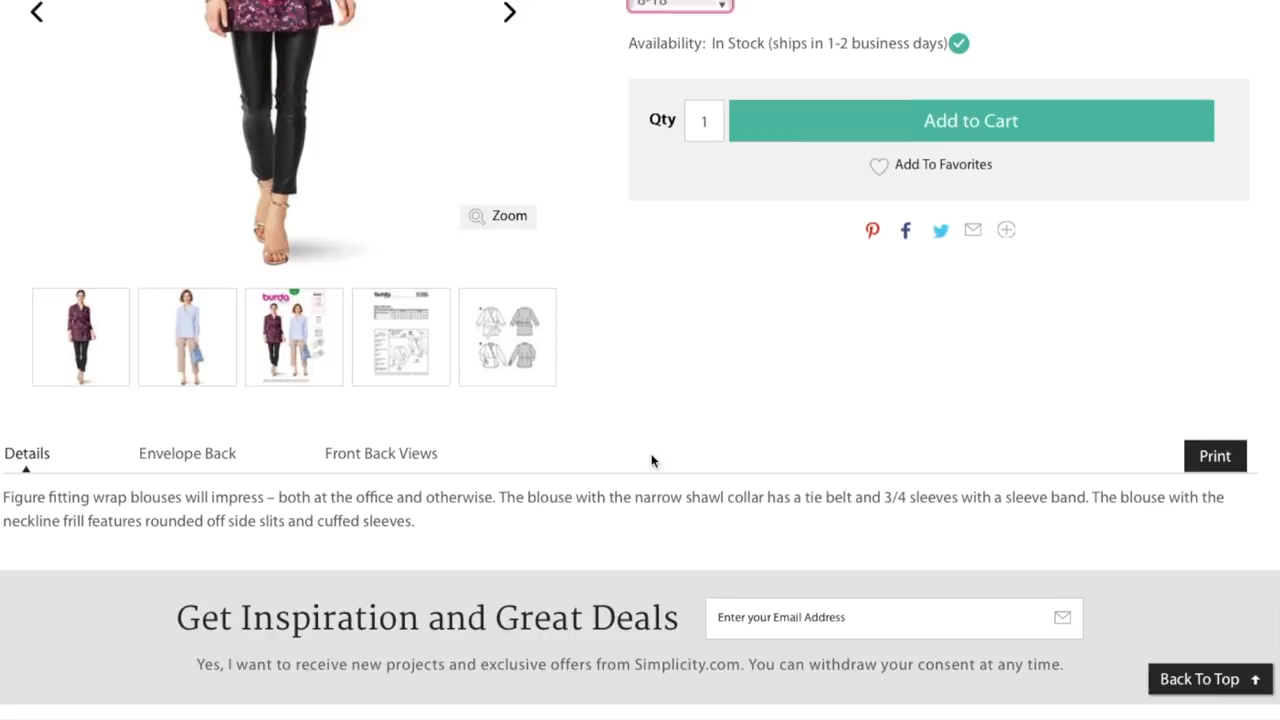 8-18
Availability: In Stock (ships in 1-2 business days)
Qty 1 Add to Cart
Add To Favorites
Zoom
burda
burda
Details Envelope Back Front Back Views Print
Figure fitting wrap blouses will impress – both at the office and otherwise. The blouse with the narrow shawl collar has a tie belt and 3/4 sleeves with a sleeve band. The blouse with the
neckline frill features rounded off side slits and cuffed sleeves.
Get Inspiration and Great Deals Enter your Email Address
Yes, I want to receive new projects and exclusive offers from Simplicity.com. You can withdraw your consent at any time.
Back To Top